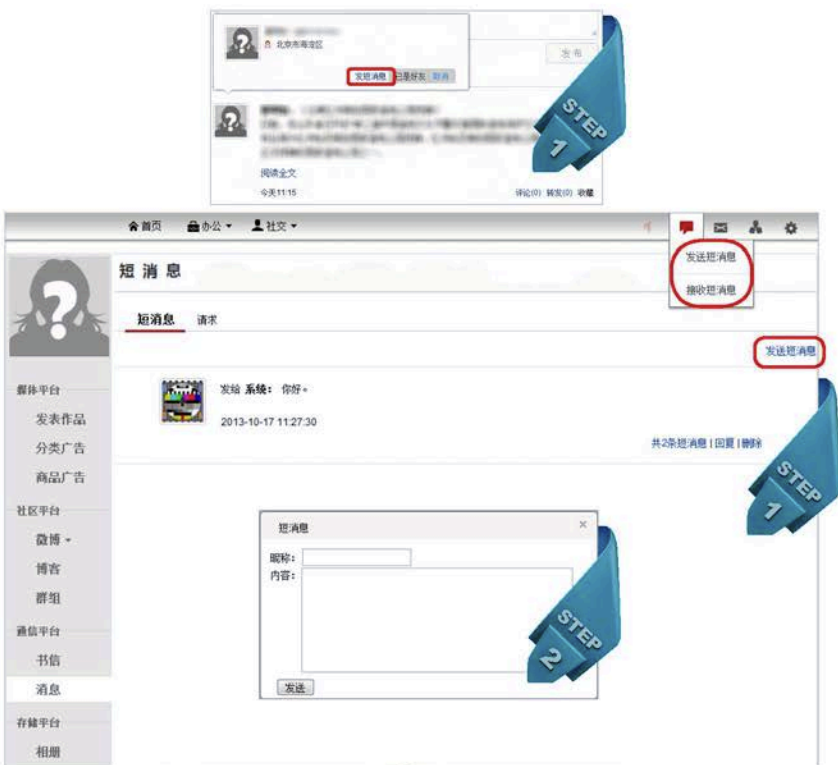 北京市海淀区
发短消息 已是好友 取消
发布
阅读全文
今天11:15
评论(0) 转发(0) 收藏
STEP 1
首页 办公 社交
发送短消息
接收短消息
短消息
短消息 请求
发送短消息
发给 系统: 你好。
2013-10-17 11:27:30
共2条短消息 | 回复 | 删除
STEP 1
媒体平台
发表作品
分类广告
商品广告
社区平台
微博
博客
群组
通信平台
书信
消息
存储平台
相册
短消息
昵称:
内容:
发送
STEP 2